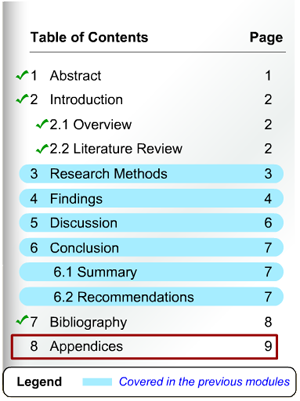 Table of Contents Page
1 Abstract 1
2 Introduction 2
2.1 Overview 2
2.2 Literature Review 2
3 Research Methods 3
4 Findings 4
5 Discussion 6
6 Conclusion 7
6.1 Summary 7
6.2 Recommendations 7
7 Bibliography 8
8 Appendices 9
Legend Covered in the previous modules